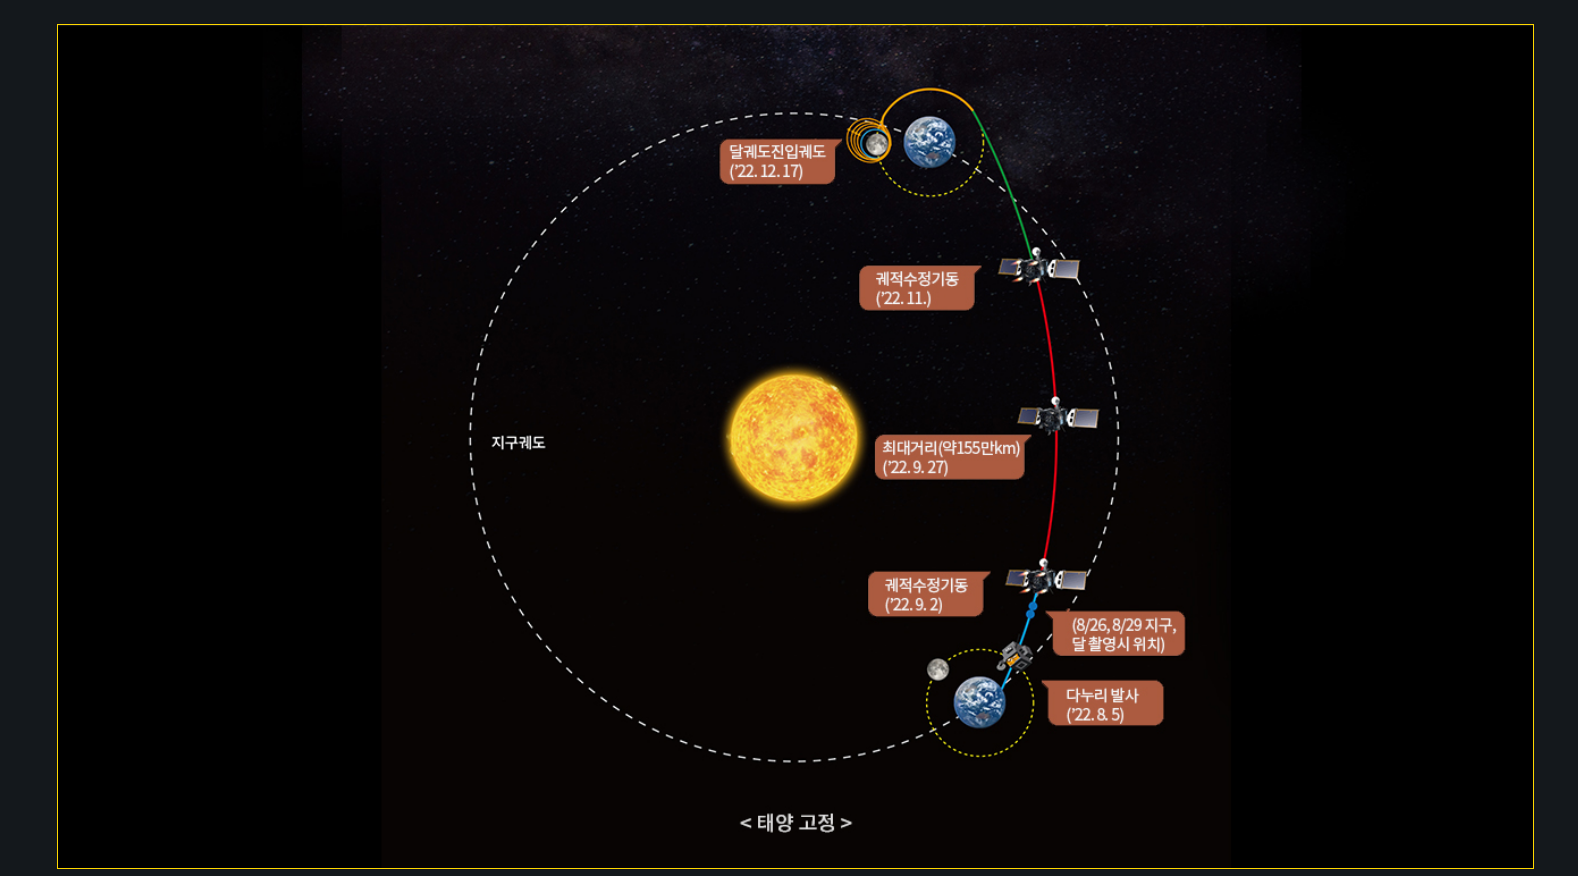 달궤도진입궤도
('22. 12. 17)
궤적수정기동
('22. 11.)
지구궤도
최대거리(약155만km)
('22. 9. 27)
궤적수정기동
('22. 9. 2)
(8/26, 8/29 지구,
달 촬영시 위치)
다누리 발사
('22. 8. 5)
< 태양 고정 >